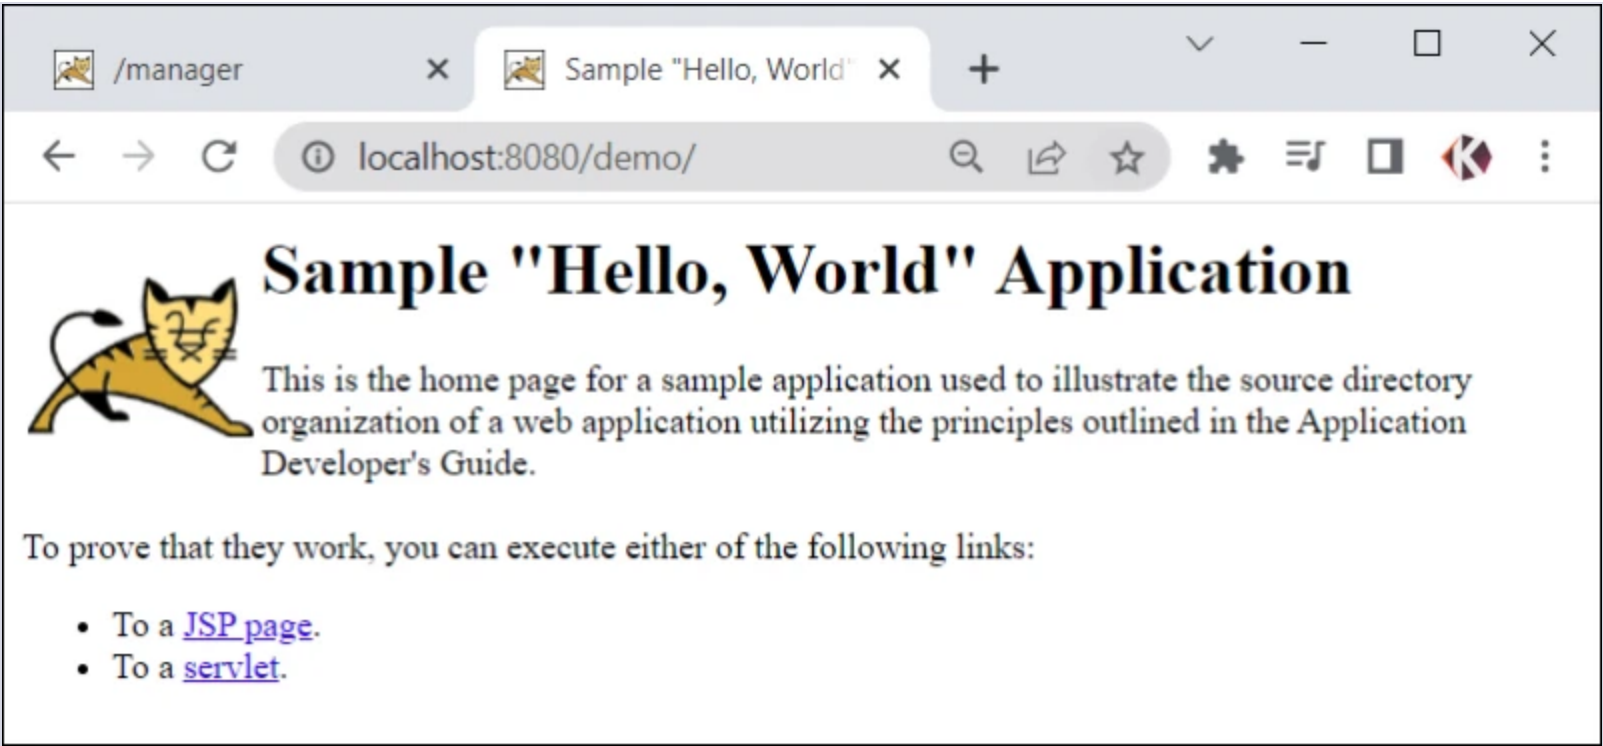 /manager
Sample "Hello, World"
localhost:8080/demo/
Sample "Hello, World" Application
This is the home page for a sample application used to illustrate the source directory
organization of a web application utilizing the principles outlined in the Application
Developer's Guide.
To prove that they work, you can execute either of the following links:
• To a JSP page.
• To a servlet.